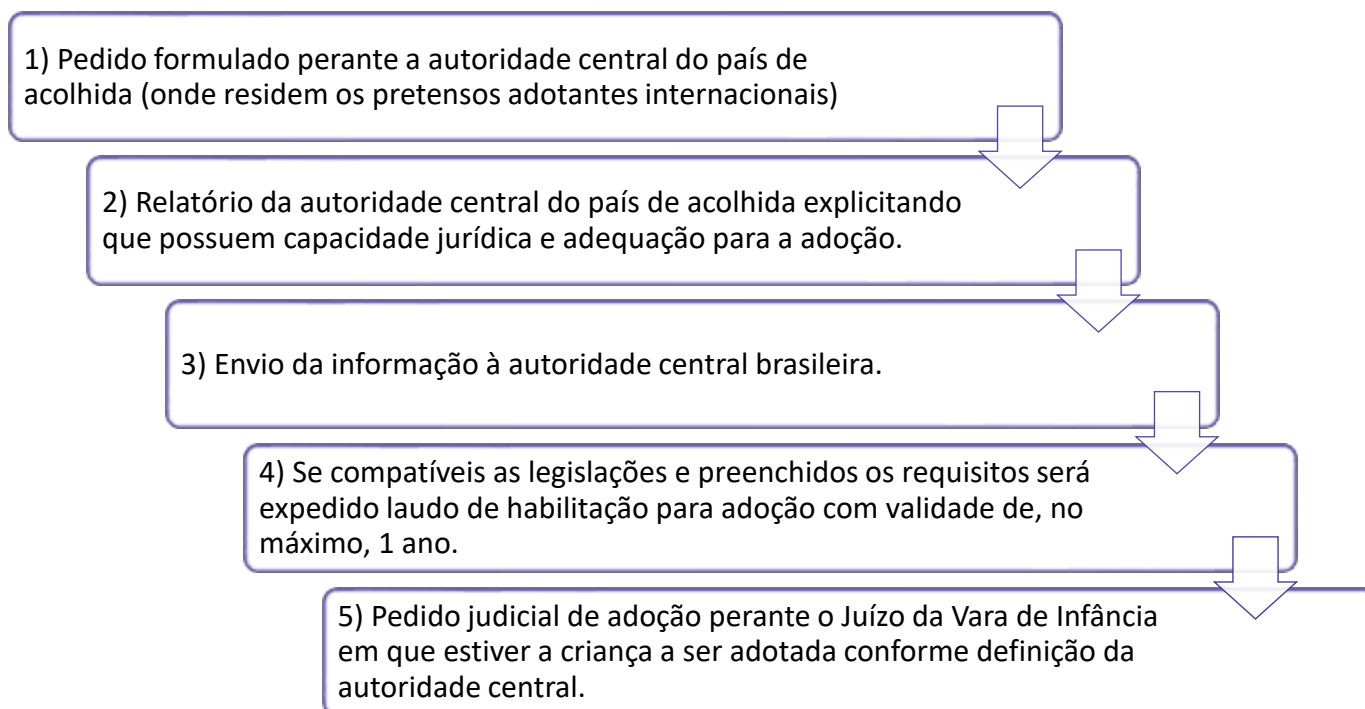 1) Pedido formulado perante a autoridade central do país de
acolhida (onde residem os pretensos adotantes internacionais)
2) Relatório da autoridade central do país de acolhida explicitando
que possuem capacidade jurídica e adequação para a adoção.
3) Envio da informação à autoridade central brasileira.
4) Se compatíveis as legislações e preenchidos os requisitos será
expedido laudo de habilitação para adoção com validade de, no
máximo, 1 ano.
5) Pedido judicial de adoção perante o Juízo da Vara de Infância
em que estiver a criança a ser adotada conforme definição da
autoridade central.